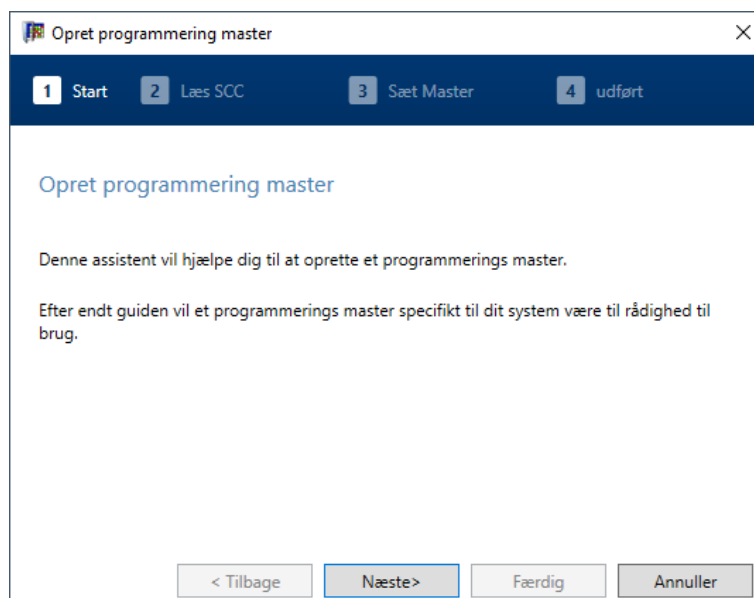 Opret programmering master
1 Start 2 Læs SCC 3 Sæt Master 4 udført
Opret programmering master
Denne assistent vil hjælpe dig til at oprette et programmerings master.
Efter endt guiden vil et programmerings master specifikt til dit system være til rådighed til
brug.
< Tilbage Næste> Færdig Annuller